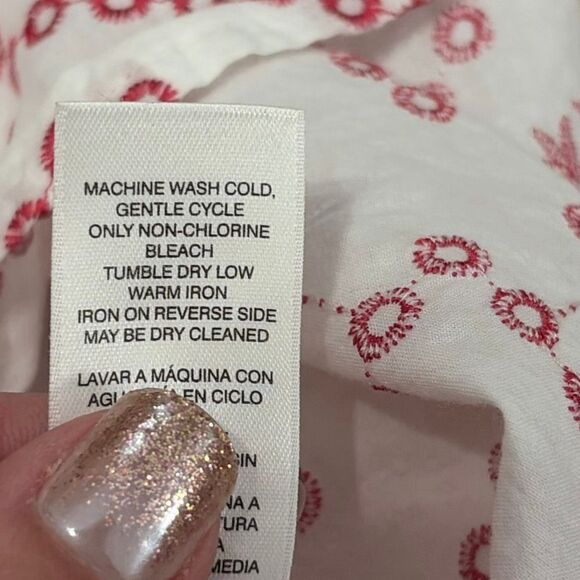 MACHINE WASH COLD,
GENTLE CYCLE
ONLY NON-CHLORINE
BLEACH
TUMBLE DRY LOW
WARM IRON
IRON ON REVERSE SIDE
MAY BE DRY CLEANED
LAVAR A MÁQUINA CON
EN CICLO